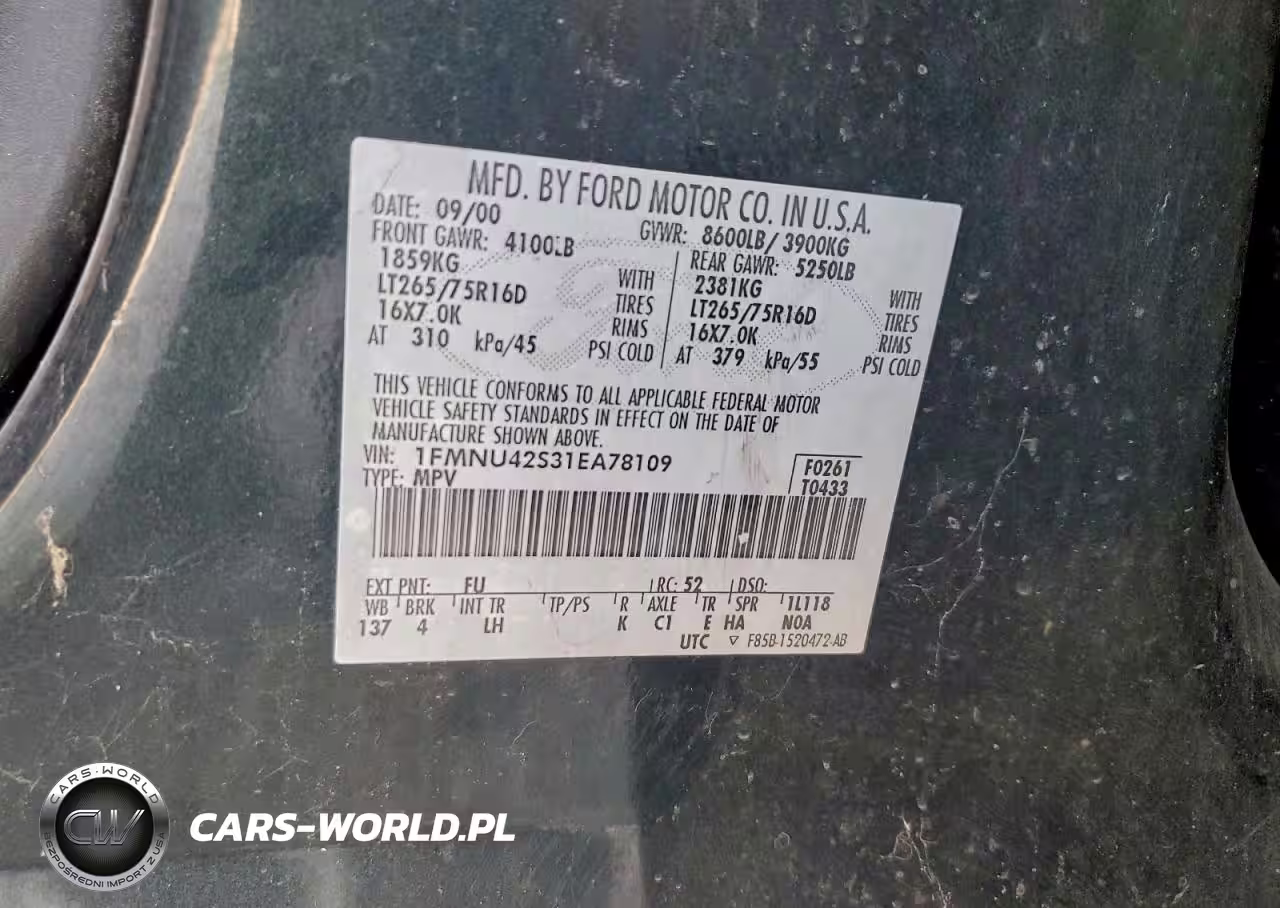 MFD. BY FORD MOTOR CO. IN U.S.A.
DATE: 09/00 GVWR: 8600LB/ 3900KG
FRONT GAWR: 4100LB REAR GAWR: 5250LB
1859KG WITH 2381KG WITH
LT265/75R16D TIRES LT265/75R16D TIRES
16X7.0K RIMS 16X7.0K RIMS
AT 310 kPa/45 PSI COLD AT 379 kPa/55 PSI COLD
THIS VEHICLE CONFORMS TO ALL APPLICABLE FEDERAL MOTOR
VEHICLE SAFETY STANDARDS IN EFFECT ON THE DATE OF
MANUFACTURE SHOWN ABOVE.
VIN: 1FMNU42S31EA78109 F0261
TYPE: MPV T0433
EXT PNT: FU RC: 52 DSO:
WB BRK INT TR TP/PS R AXLE TR SPR 1L118
137 4 LH K C1 E HA NOA
UTC ▽ F85B-1520472-AB
CARS-WORLD
CW
BEZPOŚREDNI IMPORT Z USA
CARS-WORLD.PL